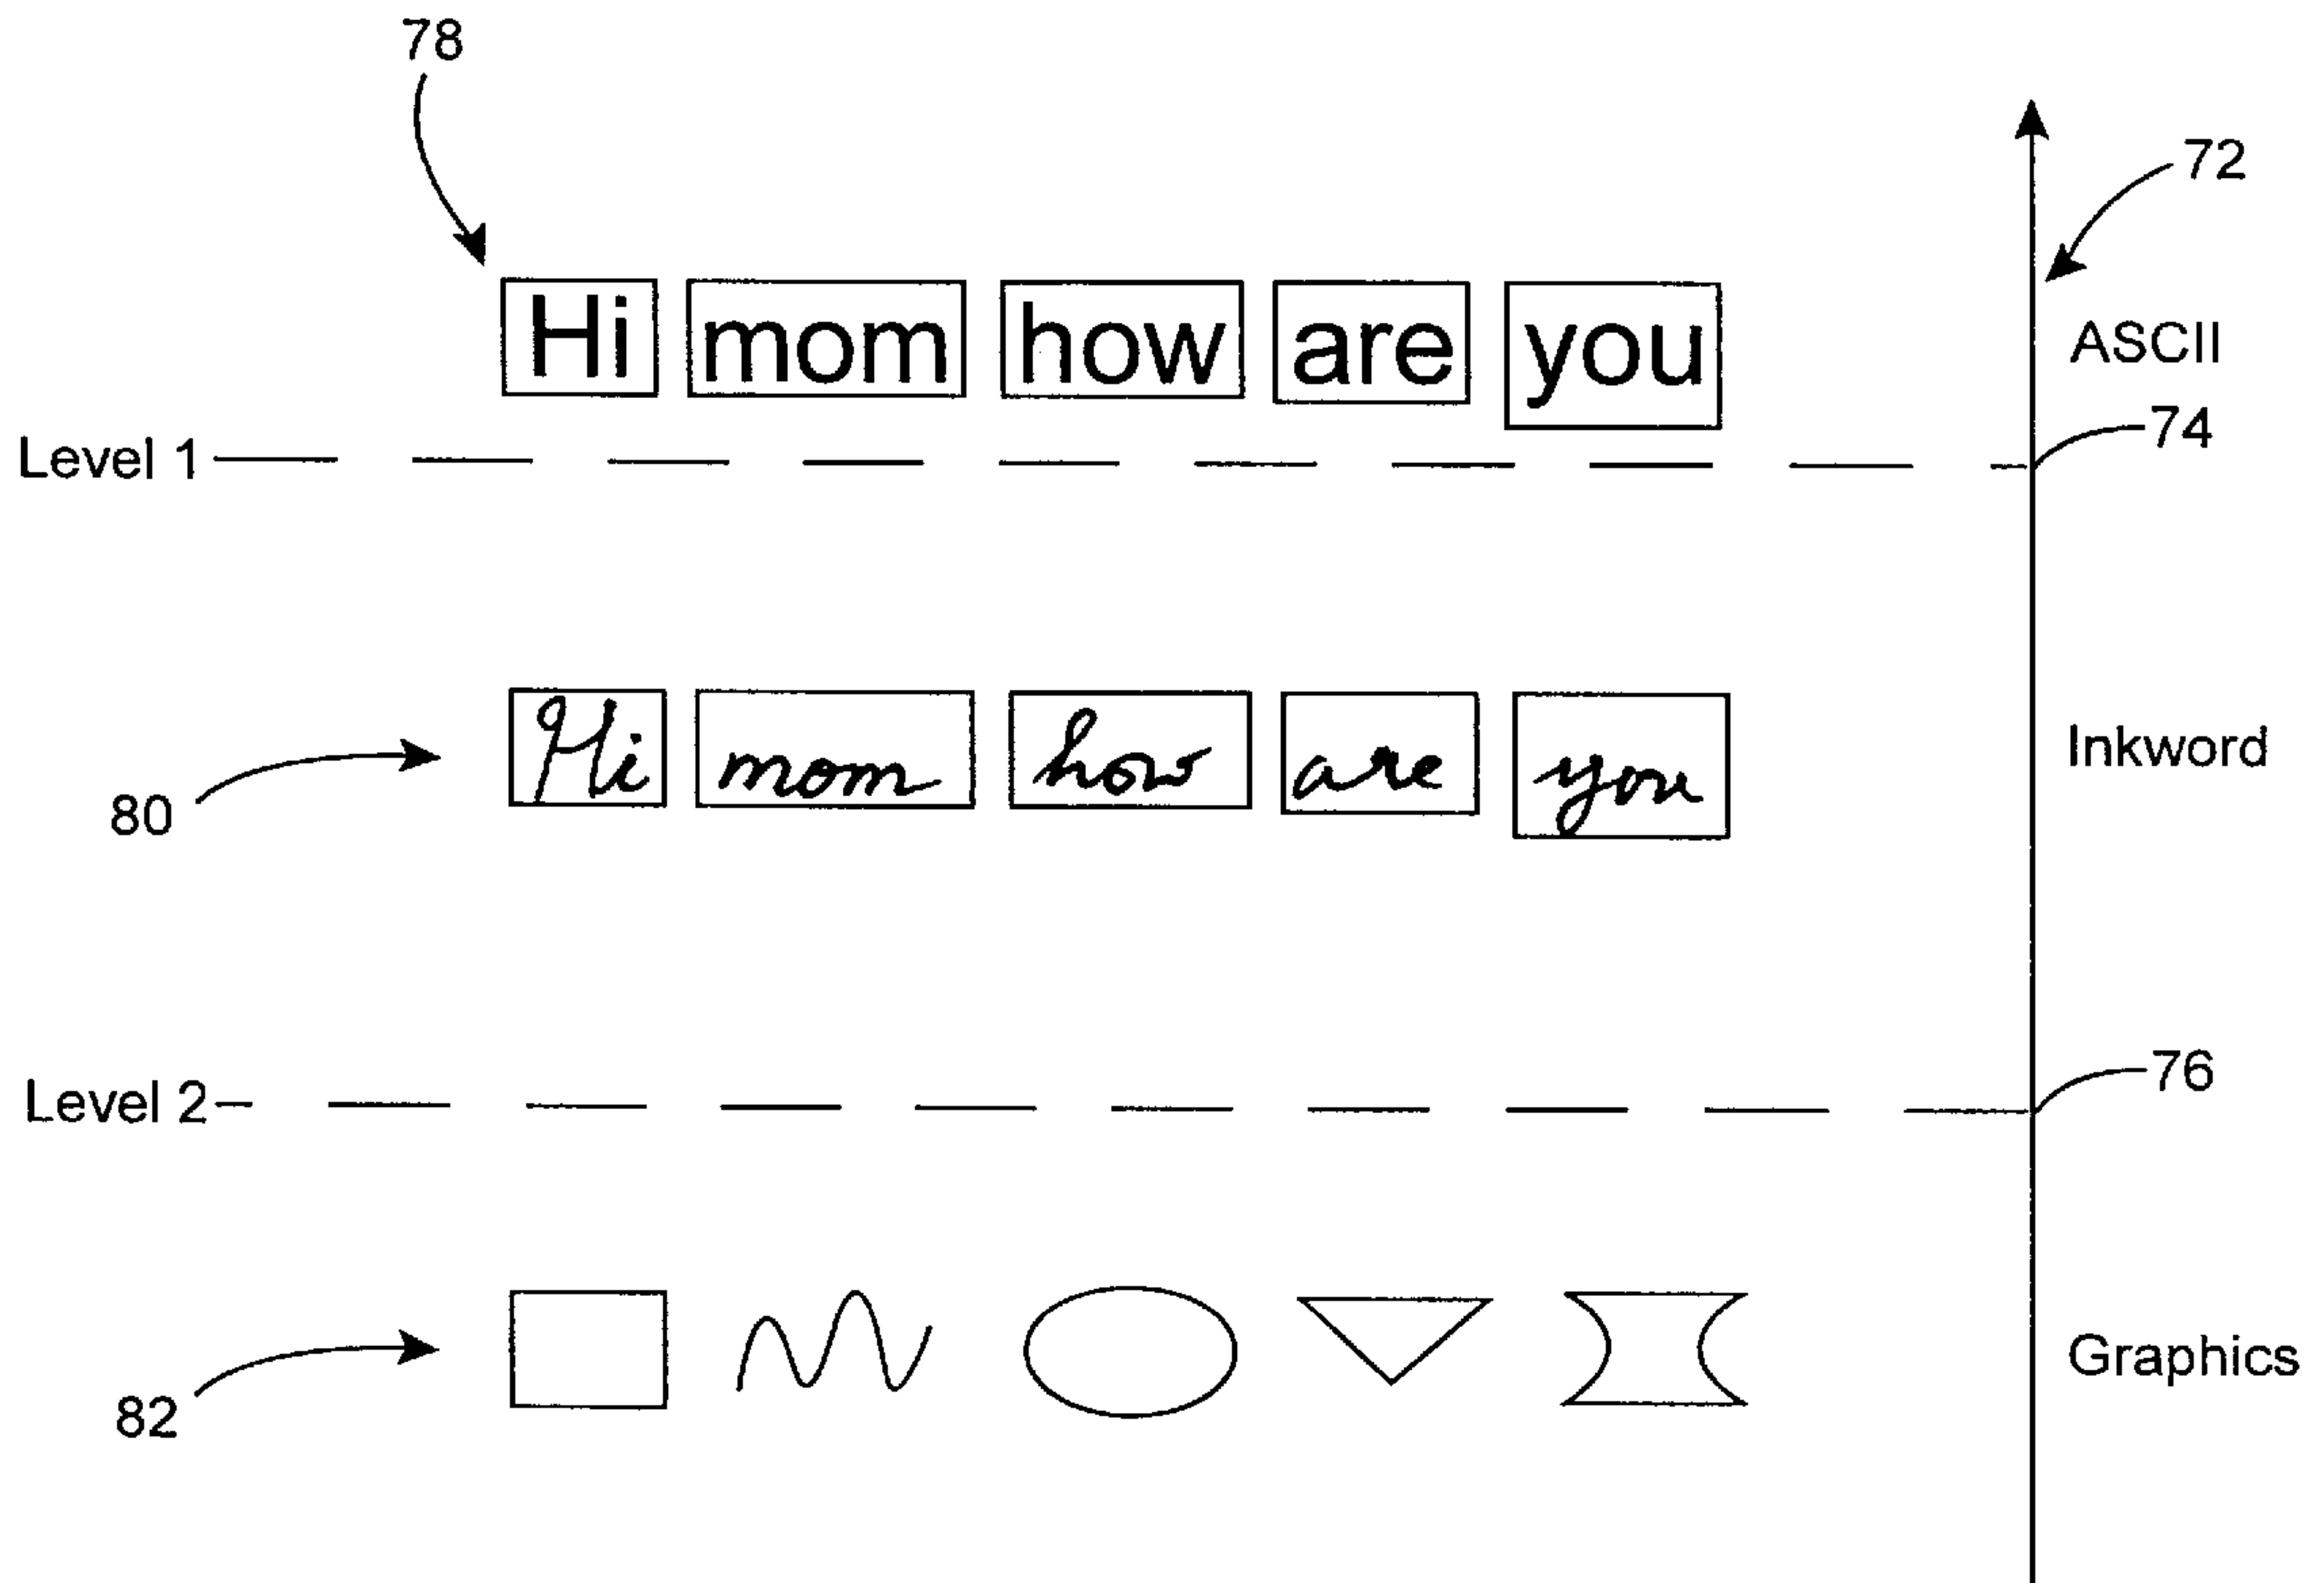 78
72
Hi mom how are you
ASCII
74
Level 1
Hi mom how are you
Inkword
80
76
Level 2
Graphics
82